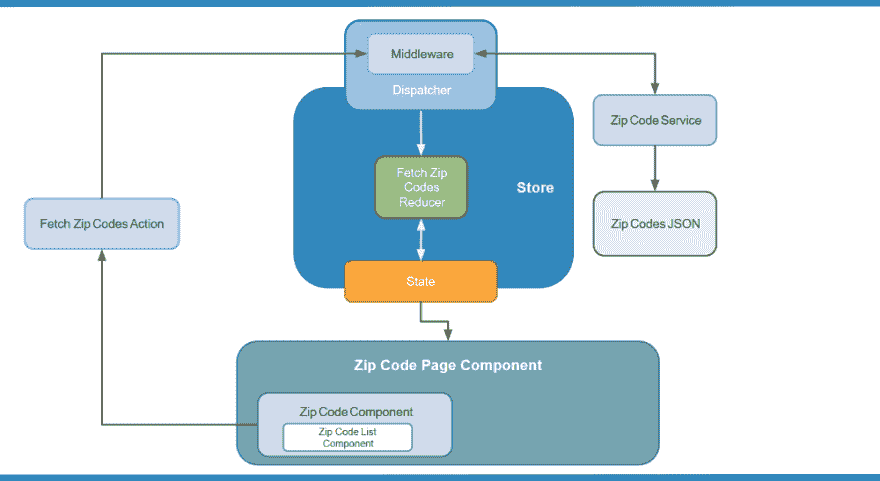 Middleware
Dispatcher
Zip Code Service
Fetch Zip
Codes
Reducer
Store
Fetch Zip Codes Action
Zip Codes JSON
State
Zip Code Page Component
Zip Code Component
Zip Code List
Component